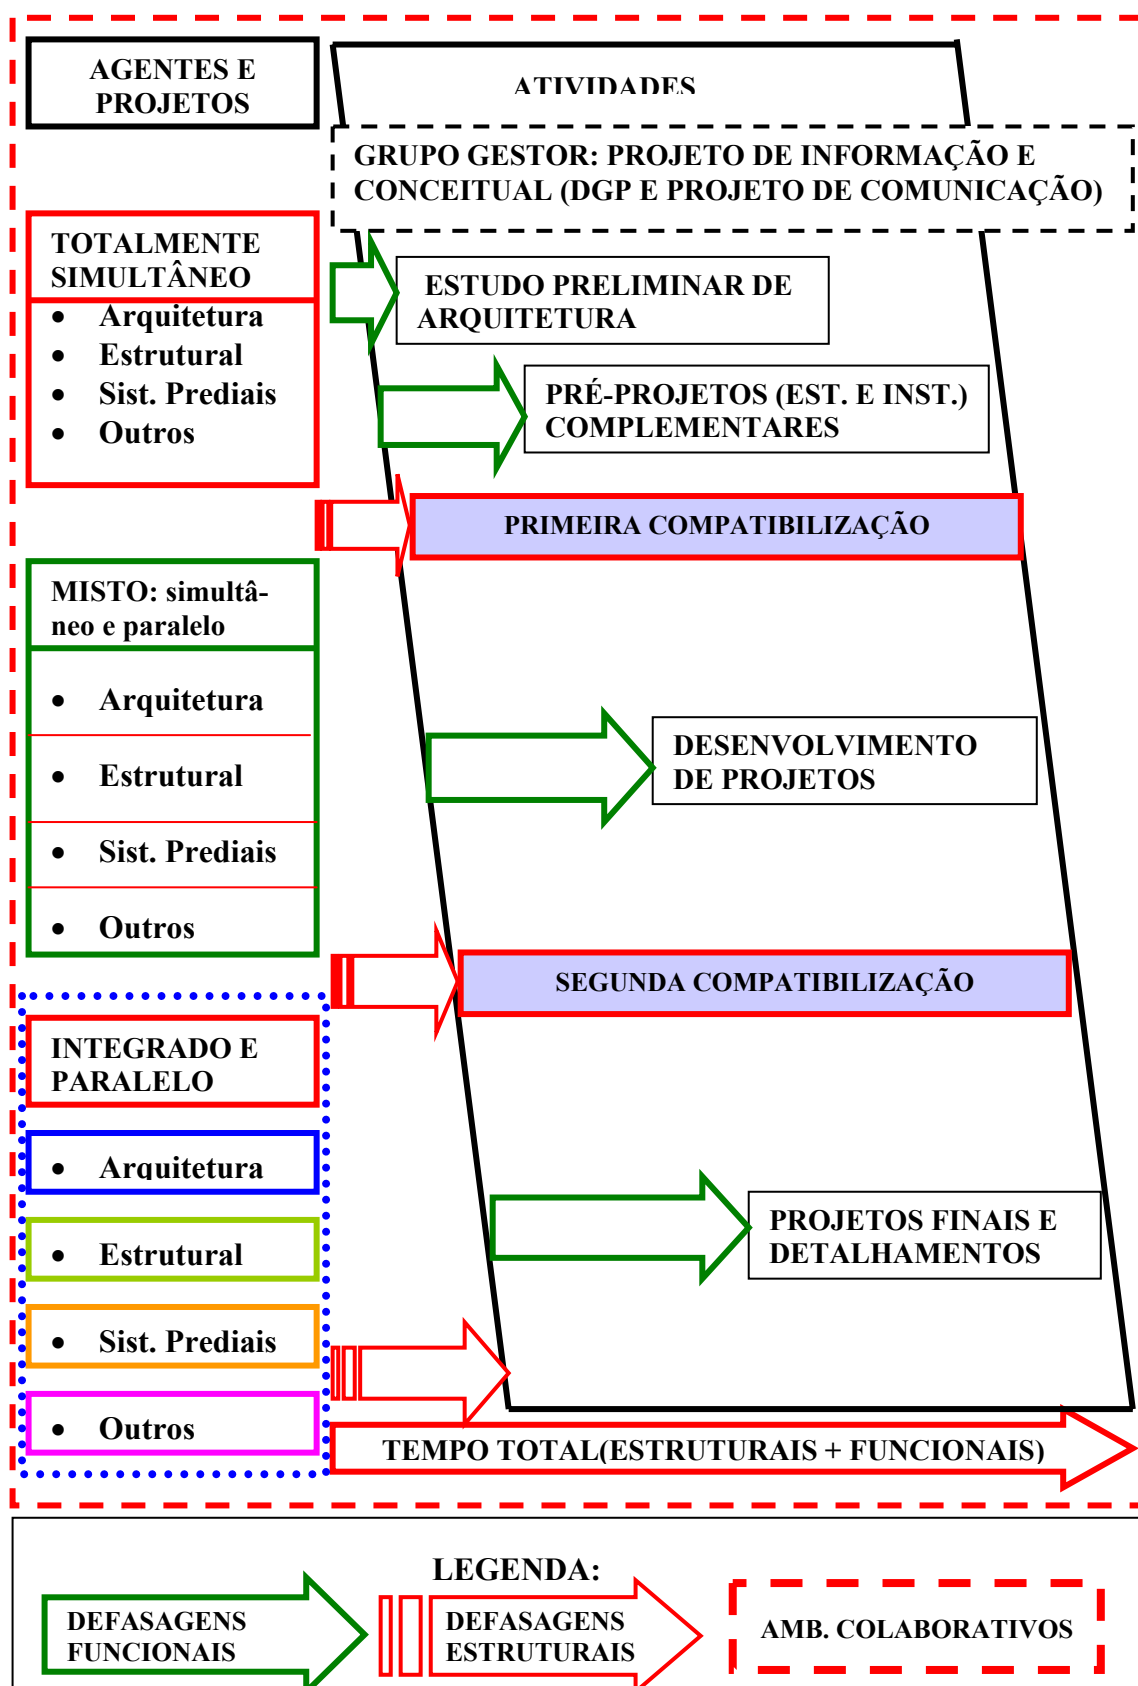 AGENTES E
PROJETOS
ATIVIDADES
GRUPO GESTOR: PROJETO DE INFORMAÇÃO E
CONCEITUAL (DGP E PROJETO DE COMUNICAÇÃO)
TOTALMENTE
SIMULTÂNEO
• Arquitetura
• Estrutural
• Sist. Prediais
• Outros
ESTUDO PRELIMINAR DE
ARQUITETURA
PRÉ-PROJETOS (EST. E INST.)
COMPLEMENTARES
PRIMEIRA COMPATIBILIZAÇÃO
MISTO: simultâ-
neo e paralelo
• Arquitetura
• Estrutural
• Sist. Prediais
• Outros
DESENVOLVIMENTO
DE PROJETOS
SEGUNDA COMPATIBILIZAÇÃO
INTEGRADO E
PARALELO
• Arquitetura
• Estrutural
• Sist. Prediais
• Outros
PROJETOS FINAIS E
DETALHAMENTOS
TEMPO TOTAL(ESTRUTURAIS + FUNCIONAIS)
LEGENDA:
DEFASAGENS
FUNCIONAIS
DEFASAGENS
ESTRUTURAIS
AMB. COLABORATIVOS